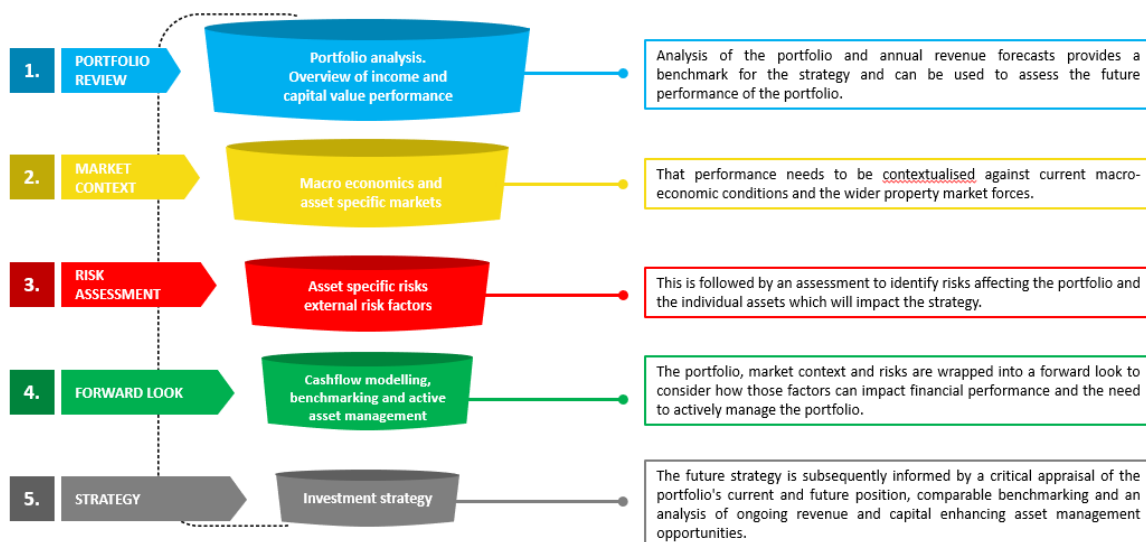 1.
PORTFOLIO
REVIEW
Portfolio analysis.
Overview of income and
capital value performance
Analysis of the portfolio and annual revenue forecasts provides a
benchmark for the strategy and can be used to assess the future
performance of the portfolio.
2.
MARKET
CONTEXT
Macro economics and
asset specific markets
That performance needs to be contextualised against current macro-
economic conditions and the wider property market forces.
3.
RISK
ASSESSMENT
Asset specific risks
external risk factors
This is followed by an assessment to identify risks affecting the portfolio and
the individual assets which will impact the strategy.
4.
FORWARD LOOK
Cashflow modelling,
benchmarking and active
asset management
The portfolio, market context and risks are wrapped into a forward look to
consider how those factors can impact financial performance and the need
to actively manage the portfolio.
5.
STRATEGY
Investment strategy
The future strategy is subsequently informed by a critical appraisal of the
portfolio's current and future position, comparable benchmarking and an
analysis of ongoing revenue and capital enhancing asset management
opportunities.